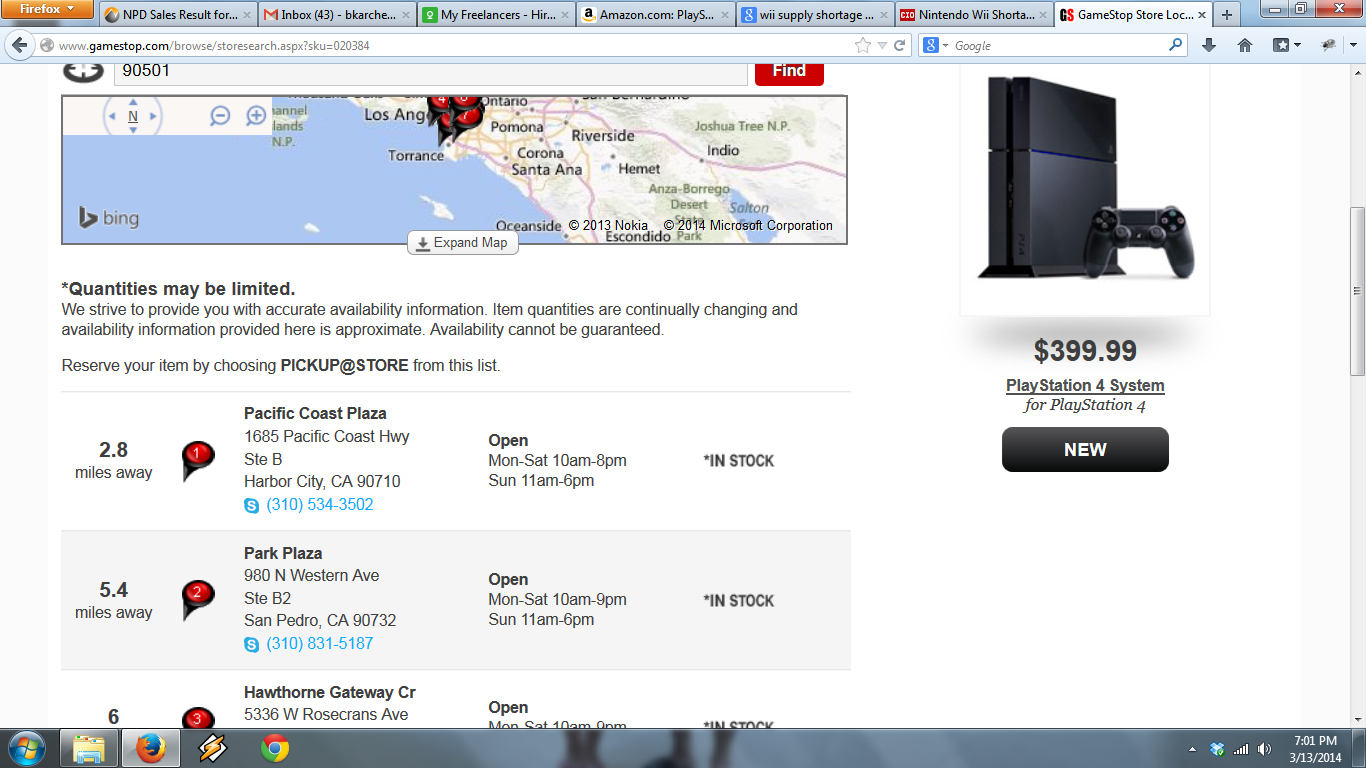 Firefox
NPD Sales Result for...
Inbox (43) - bkarche...
My Freelancers - Hir...
Amazon.com: PlayS...
wii supply shortage ...
Nintendo Wii Shorta...
GameStop Store Loc...
www.gamestop.com/browse/storesearch.aspx?sku=020384
Google
90501
Find
N
Los Ang
Ontario
Pomona
Riverside
Joshua Tree N.P.
Torrance
Corona
Indio
Santa Ana
Hemet
Anza-Borrego
Desert
State
Park
Salton
Oceanside
Escondido
bing
© 2013 Nokia © 2014 Microsoft Corporation
Expand Map
*Quantities may be limited.
We strive to provide you with accurate availability information. Item quantities are continually changing and
availability information provided here is approximate. Availability cannot be guaranteed.
Reserve your item by choosing PICKUP@STORE from this list.
2.8
miles away
1
Pacific Coast Plaza
1685 Pacific Coast Hwy
Ste B
Harbor City, CA 90710
(310) 534-3502
Open
Mon-Sat 10am-8pm
Sun 11am-6pm
*IN STOCK
5.4
miles away
2
Park Plaza
980 N Western Ave
Ste B2
San Pedro, CA 90732
(310) 831-5187
Open
Mon-Sat 10am-9pm
Sun 11am-6pm
*IN STOCK
6
3
Hawthorne Gateway Cr
5336 W Rosecrans Ave
Open
Mon-Sat 10am-9pm
*IN STOCK
$399.99
PlayStation 4 System
for PlayStation 4
NEW
7:01 PM
3/13/2014